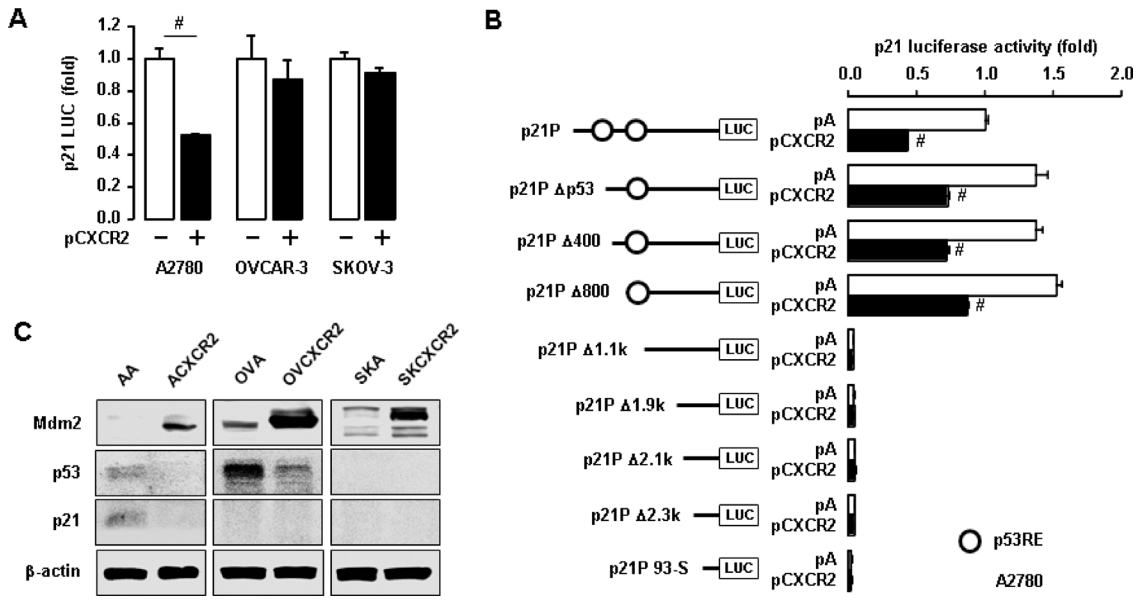 A
#
1.2
1.0
0.8
0.6
0.4
0.2
0.0
p21 LUC (fold)
pCXCR2 − + − + − +
A2780 OVCAR-3 SKOV-3
B
p21 luciferase activity (fold)
0.0 0.5 1.0 1.5 2.0
p21P LUC pA
pCXCR2 #
p21P Δp53 LUC pA
pCXCR2 #
p21P Δ400 LUC pA
pCXCR2 #
p21P Δ800 LUC pA
pCXCR2 #
p21P Δ1.1k LUC pA
pCXCR2
p21P Δ1.9k LUC pA
pCXCR2
p21P Δ2.1k LUC pA
pCXCR2
p21P Δ2.3k LUC pA
pCXCR2
p21P 93-S LUC pA
pCXCR2
p53RE
A2780
C
AA ACXCR2 OVA OVCXCR2 SKA SKCXCR2
Mdm2
p53
p21
β-actin